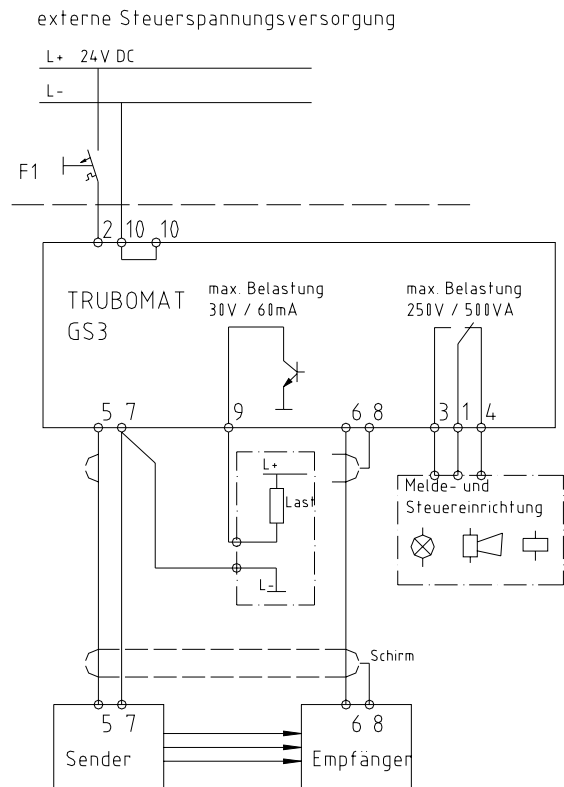 externe Steuerspannungsversorgung
L+ 24V DC
L-
F1
2 10 10
TRUBOMAT
GS3
max. Belastung
30V / 60mA
max. Belastung
250V / 500VA
5 7 9 6 8 3 1 4
L+
Last
L-
Melde- und
Steuereinrichtung
Schirm
5 7
Sender
6 8
Empfänger